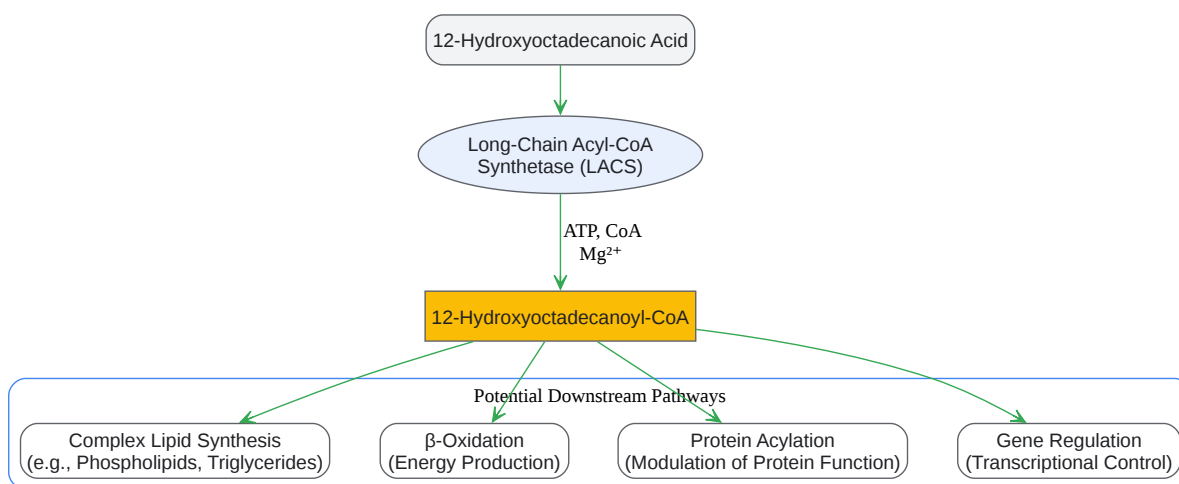 12-Hydroxyoctadecanoic Acid
Long-Chain Acyl-CoA
Synthetase (LACS)
ATP, CoA
Mg²⁺
12-Hydroxyoctadecanoyl-CoA
Potential Downstream Pathways
Complex Lipid Synthesis
(e.g., Phospholipids, Triglycerides)
β-Oxidation
(Energy Production)
Protein Acylation
(Modulation of Protein Function)
Gene Regulation
(Transcriptional Control)